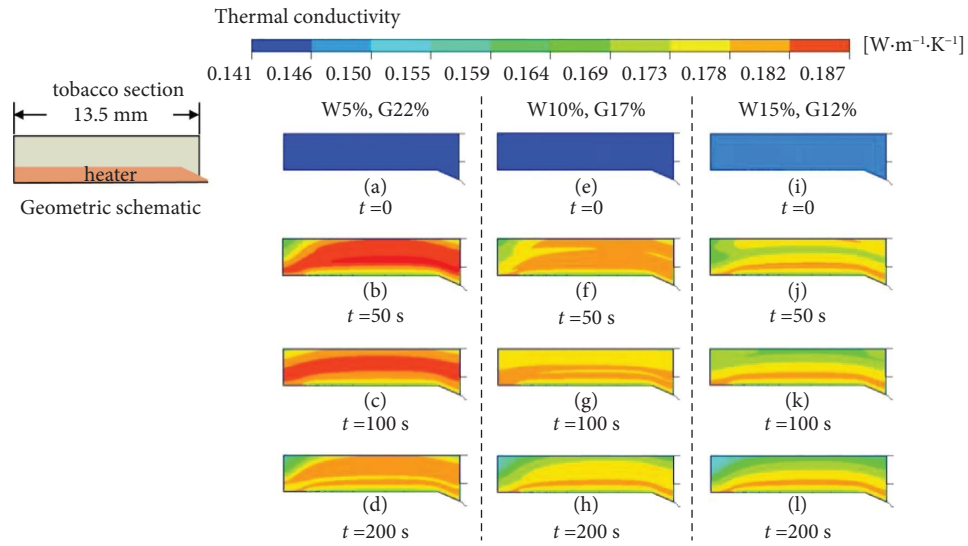 Thermal conductivity
[W·m⁻¹·K⁻¹]
0.141 0.146 0.150 0.155 0.159 0.164 0.169 0.173 0.178 0.182 0.187
tobacco section
13.5 mm
heater
Geometric schematic
W5%, G22% W10%, G17% W15%, G12%
(a) (e) (i)
t =0 t =0 t =0
(b) (f) (j)
t =50 s t =50 s t =50 s
(c) (g) (k)
t =100 s t =100 s t =100 s
(d) (h) (l)
t =200 s t =200 s t =200 s